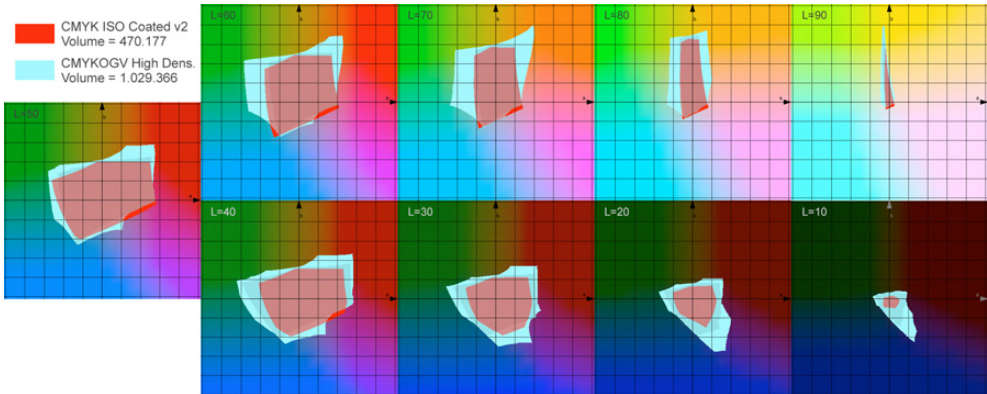 CMYK ISO Coated v2
Volume = 470.177
CMYKOGV High Dens.
Volume = 1.029.366
L=50
L=60
L=70
L=80
L=90
L=40
L=30
L=20
L=10